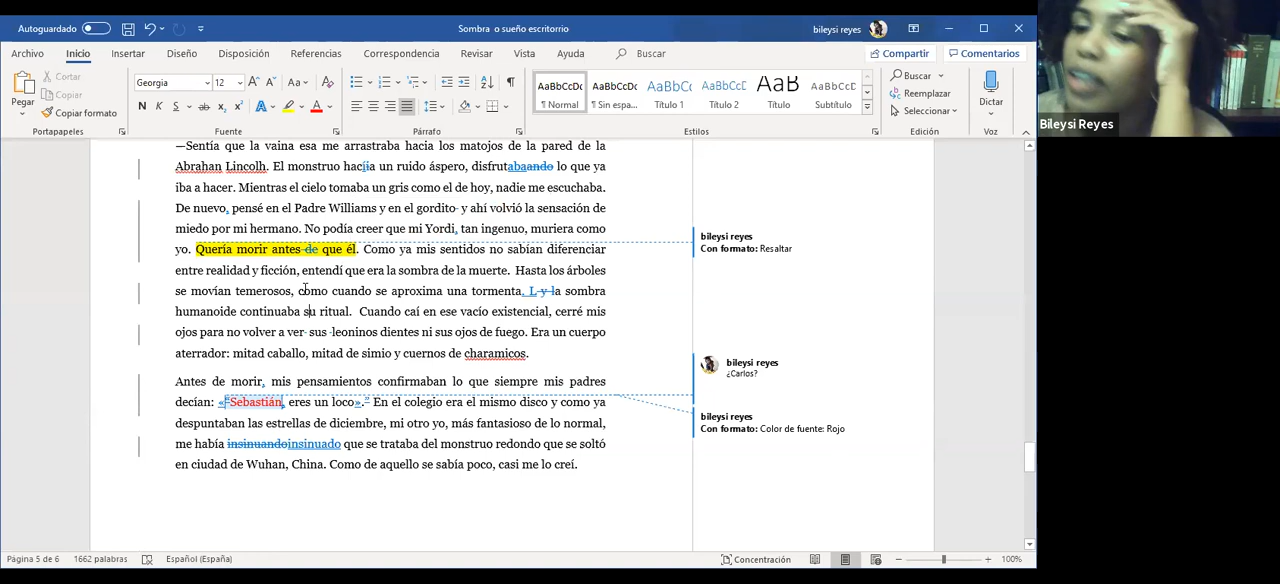 Autoguardado
Sombra o sueño escritorrio
bileysi reyes
Archivo Inicio Insertar Diseño Disposición Referencias Correspondencia Revisar Vista Ayuda Buscar Compartir Comentarios
Pegar
Cortar
Copiar
Copiar formato
Portapapeles
Georgia 12 A A Aa
N K S ab x₂ x² A A
Fuente
Párrafo
AaBbCcDc AaBbCcDc AaBbCc AaBbCcD AaB AaBbCcD
¶ Normal ¶ Sin espa... Título 1 Título 2 Título Subtítulo
Estilos
Buscar
Reemplazar
Seleccionar
Edición
Dictar
Voz
Bileysi Reyes
—Sentía que la vaina esa me arrastraba hacia los matojos de la pared de la
Abrahan Lincolh. El monstruo hacíia un ruido áspero, disfrutabaando lo que ya
iba a hacer. Mientras el cielo tomaba un gris como el de hoy, nadie me escuchaba.
De nuevo, pensé en el Padre Williams y en el gordito- y ahí volvió la sensación de
miedo por mi hermano. No podía creer que mi Yordi, tan ingenuo, muriera como
yo. Quería morir antes de que él. Como ya mis sentidos no sabían diferenciar
entre realidad y ficción, entendí que era la sombra de la muerte. Hasta los árboles
se movían temerosos, como cuando se aproxima una tormenta. L y la sombra
humanoide continuaba su ritual. Cuando caí en ese vacío existencial, cerré mis
ojos para no volver a ver- sus -leoninos dientes ni sus ojos de fuego. Era un cuerpo
aterrador: mitad caballo, mitad de simio y cuernos de charamicos.
Antes de morir, mis pensamientos confirmaban lo que siempre mis padres
decían: «“Sebastián, eres un loco».” En el colegio era el mismo disco y como ya
despuntaban las estrellas de diciembre, mi otro yo, más fantasioso de lo normal,
me había insinuandoinsinuado que se trataba del monstruo redondo que se soltó
en ciudad de Wuhan, China. Como de aquello se sabía poco, casi me lo creí.
bileysi reyes
Con formato: Resaltar
bileysi reyes
¿Carlos?
bileysi reyes
Con formato: Color de fuente: Rojo
Página 5 de 6 1662 palabras Español (España) Concentración 100%